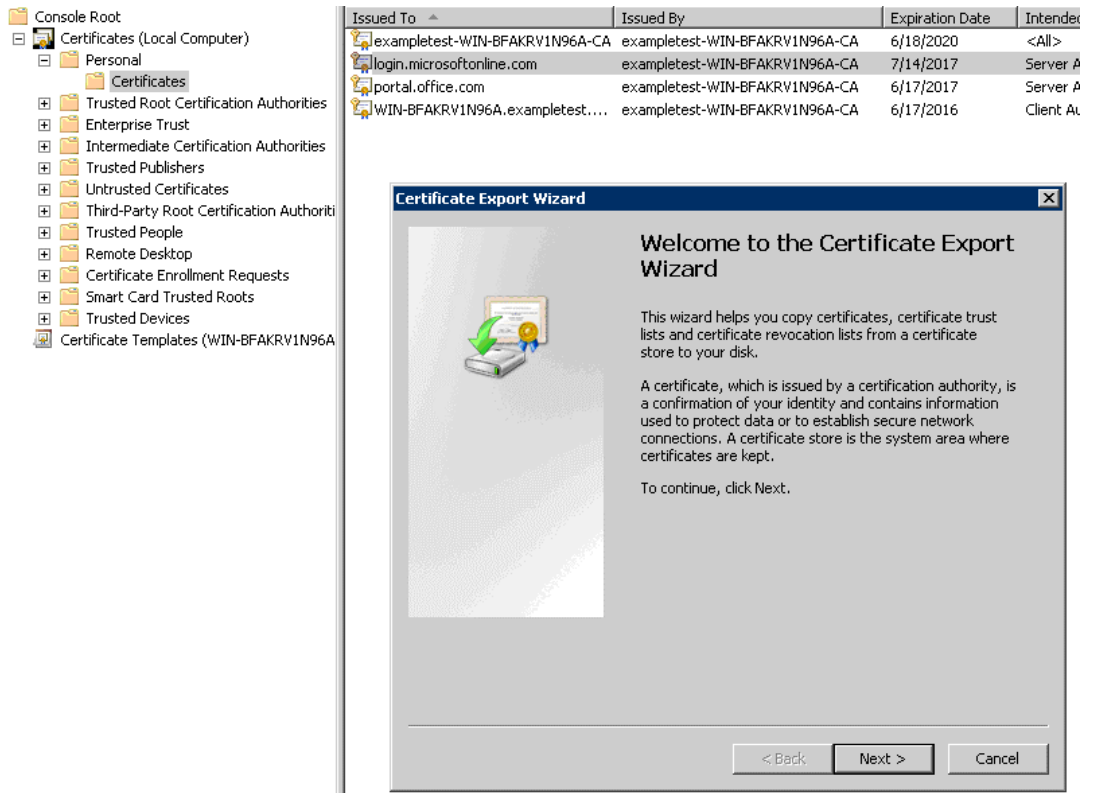 Console Root
Certificates (Local Computer)
Personal
Certificates
Trusted Root Certification Authorities
Enterprise Trust
Intermediate Certification Authorities
Trusted Publishers
Untrusted Certificates
Third-Party Root Certification Authoriti
Trusted People
Remote Desktop
Certificate Enrollment Requests
Smart Card Trusted Roots
Trusted Devices
Certificate Templates (WIN-BFAKRV1N96A
Issued To Issued By Expiration Date Intended
exampletest-WIN-BFAKRV1N96A-CA exampletest-WIN-BFAKRV1N96A-CA 6/18/2020 <All>
login.microsoftonline.com exampletest-WIN-BFAKRV1N96A-CA 7/14/2017 Server A
portal.office.com exampletest-WIN-BFAKRV1N96A-CA 6/17/2017 Server A
WIN-BFAKRV1N96A.exampletest.... exampletest-WIN-BFAKRV1N96A-CA 6/17/2016 Client Au
Certificate Export Wizard
Welcome to the Certificate Export
Wizard
This wizard helps you copy certificates, certificate trust
lists and certificate revocation lists from a certificate
store to your disk.
A certificate, which is issued by a certification authority, is
a confirmation of your identity and contains information
used to protect data or to establish secure network
connections. A certificate store is the system area where
certificates are kept.
To continue, click Next.
< Back Next > Cancel